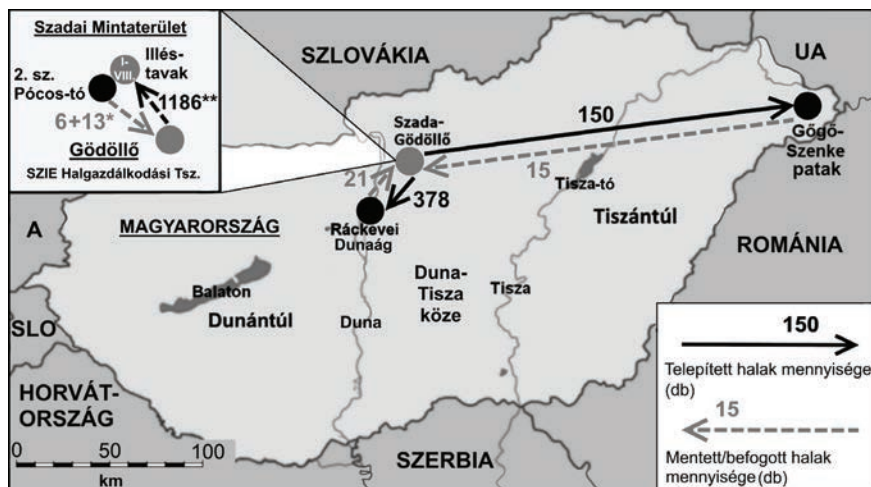 Szadai Mintaterület
I-
VIII.
Illés-
tavak
2. sz.
Pócos-tó
1186**
6+13*
Gödöllő
SZIE Halgazdálkodási Tsz.
SZLOVÁKIA
UA
Szada-
Gödöllő
150
Gőgő-
Szenke
patak
15
21
378
Tisza-tó
Ráckevei
Dunaág
MAGYARORSZÁG
Tiszántúl
A
ROMÁNIA
Duna-
Tisza
köze
Balaton
Dunántúl
Duna
Tisza
SLO
HORVÁT-
ORSZÁG
SZERBIA
0 50 100
km
150
Telepített halak mennyisége
(db)
15
Mentett/befogott halak
mennyisége (db)